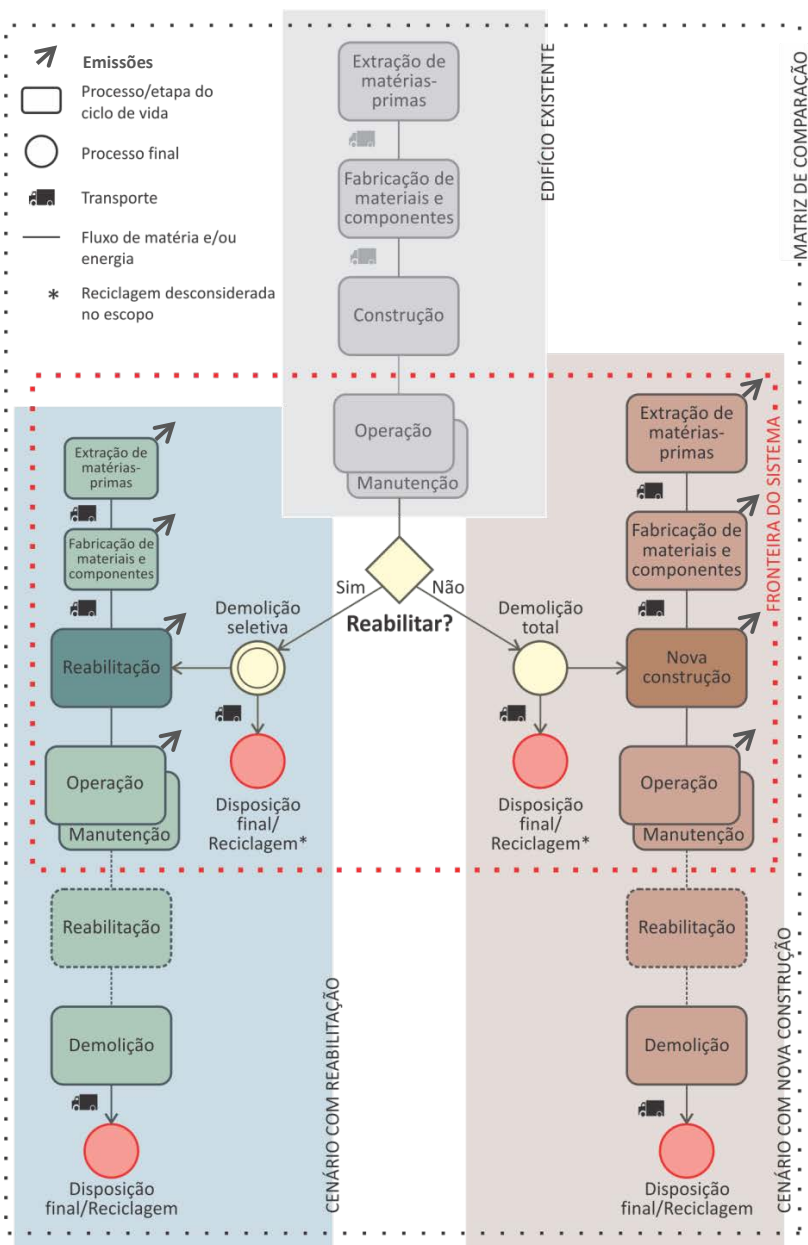 Emissões
Processo/etapa do
ciclo de vida
Processo final
Transporte
Fluxo de matéria e/ou
energia
* Reciclagem desconsiderada
no escopo
Extração de
matérias-
primas
Fabricação de
materiais e
componentes
Construção
Operação
Manutenção
EDIFÍCIO EXISTENTE
MATRIZ DE COMPARAÇÃO
Sim
Não
Reabilitar?
Extração de
matérias-
primas
Fabricação de
materiais e
componentes
Reabilitação
Demolição
seletiva
Operação
Manutenção
Disposição
final/
Reciclagem*
Reabilitação
Demolição
Disposição
final/Reciclagem
CENÁRIO COM REABILITAÇÃO
Demolição
total
Disposição
final/
Reciclagem*
Extração de
matérias-
primas
Fabricação de
materiais e
componentes
Nova
construção
Operação
Manutenção
FRONTEIRA DO SISTEMA
Reabilitação
Demolição
Disposição
final/Reciclagem
CENÁRIO COM NOVA CONSTRUÇÃO